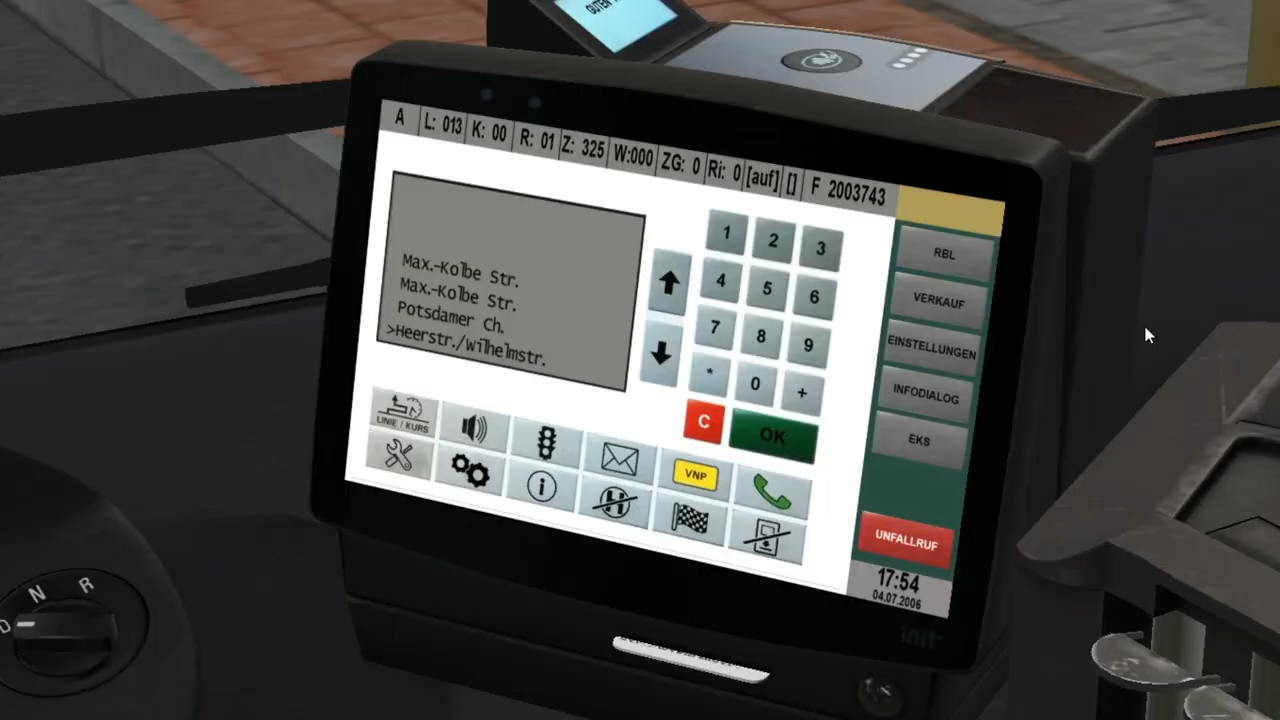 GUTEN
A L: 013 K: 00 R: 01 Z: 325 W:000 ZG: 0 Ri: 0 [auf] [] F 2003743
Max.-Kolbe Str.
Max.-Kolbe Str.
Potsdamer Ch.
>Heerstr./Wilhelmstr.
1 2 3
4 5 6
7 8 9
* 0 +
C OK
RBL
VERKAUF
EINSTELLUNGEN
INFODIALOG
EKS
UNFALLRUF
LINIE / KURS
VNP
17:54
04.07.2006
init
D N R